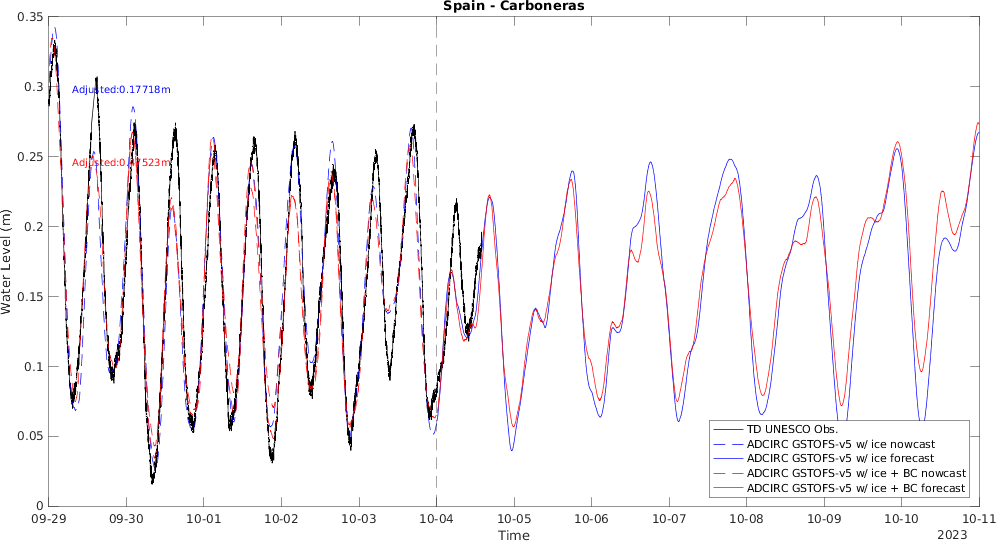 Spain - Carboneras
0.35
0.3
0.25
0.2
0.15
0.1
0.05
0
Water Level (m)
Adjusted:0.17718m
Adjusted:0.17523m
TD UNESCO Obs.
ADCIRC GSTOFS-v5 w/ ice nowcast
ADCIRC GSTOFS-v5 w/ ice forecast
ADCIRC GSTOFS-v5 w/ ice + BC nowcast
ADCIRC GSTOFS-v5 w/ ice + BC forecast
09-29 09-30 10-01 10-02 10-03 10-04 10-05 10-06 10-07 10-08 10-09 10-10 10-11
Time
2023